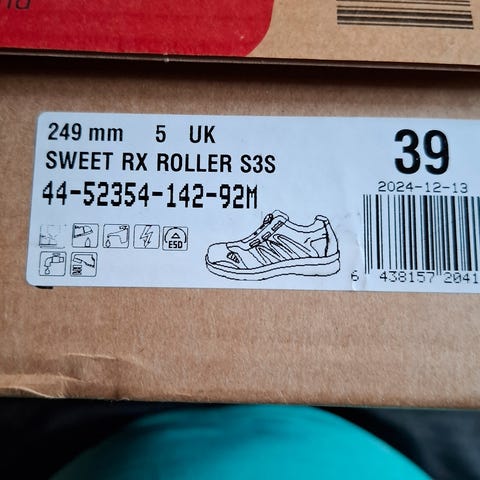 249 mm 5 UK
SWEET RX ROLLER S3S
44-52354-142-92M
39
2024-12-13
ESD
6 438157 2041